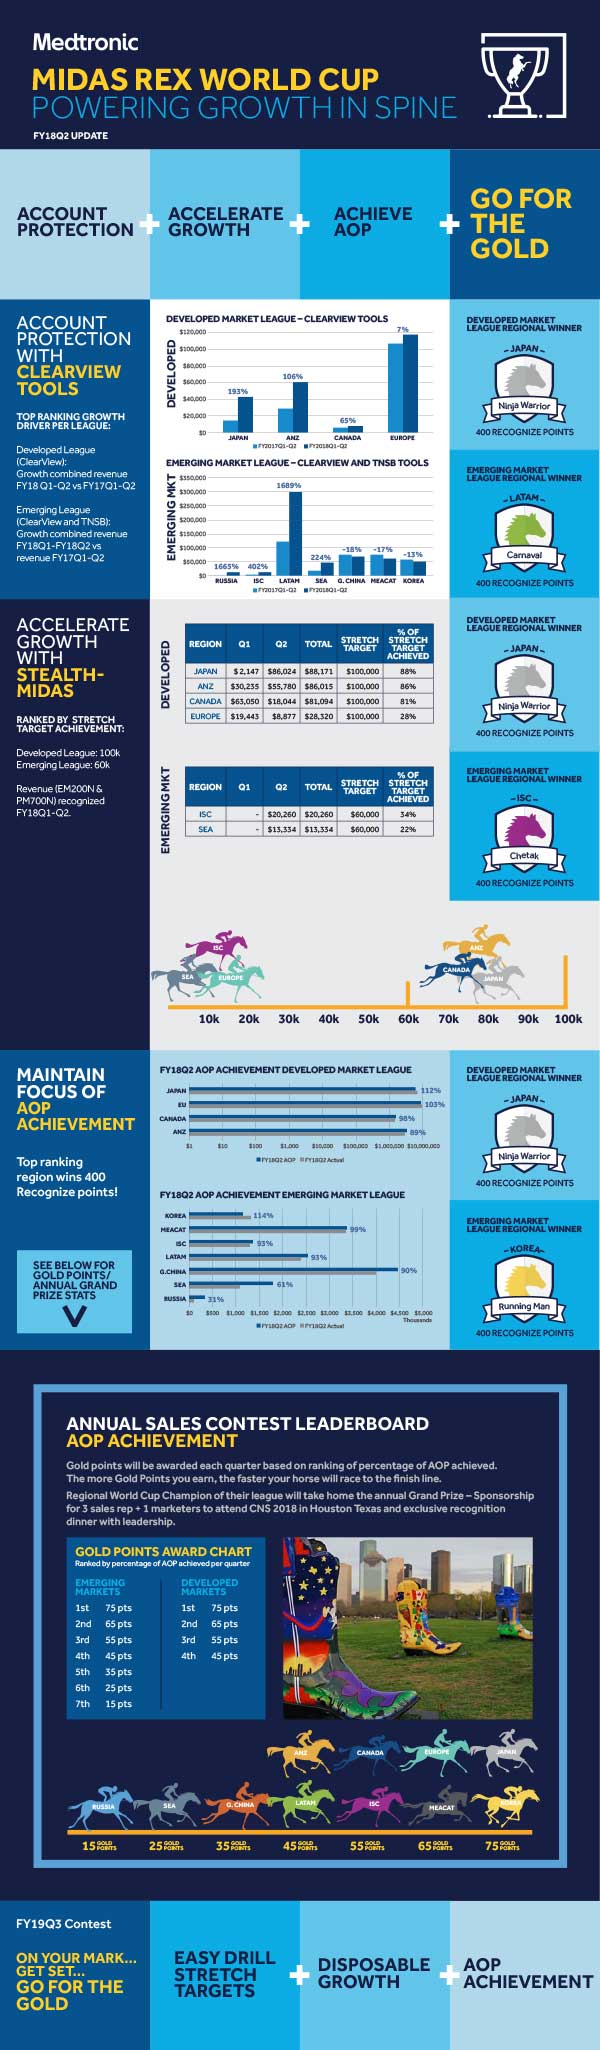 Medtronic
MIDAS REX WORLD CUP
POWERING GROWTH IN SPINE
FY18Q2 UPDATE
ACCOUNT
PROTECTION
+
ACCELERATE
GROWTH
+
ACHIEVE
AOP
+
GO FOR
THE
GOLD
ACCOUNT
PROTECTION
WITH
CLEARVIEW
TOOLS
TOP RANKING GROWTH
DRIVER PER LEAGUE:
Developed League
(ClearView):
Growth combined revenue
FY18 Q1-Q2 vs FY17Q1-Q2
Emerging League
(ClearView and TNSB):
Growth combined revenue
FY18Q1-FY18Q2 vs
revenue FY17Q1-Q2
DEVELOPED MARKET LEAGUE – CLEARVIEW TOOLS
DEVELOPED
$120,000
$100,000
$80,000
$60,000
$40,000
$20,000
$0
193%
106%
65%
7%
JAPAN ANZ CANADA EUROPE
FY2017Q1-Q2 FY2018Q1-Q2
EMERGING MARKET LEAGUE – CLEARVIEW AND TNSB TOOLS
EMERGING MKT
$350,000
$300,000
$250,000
$200,000
$150,000
$100,000
$50,000
$0
1665% 402% 1689% 224% -18% -17% -13%
RUSSIA ISC LATAM SEA G. CHINA MEACAT KOREA
FY2017Q1-Q2 FY2018Q1-Q2
DEVELOPED MARKET
LEAGUE REGIONAL WINNER
JAPAN
Ninja Warrior
400 RECOGNIZE POINTS
EMERGING MARKET
LEAGUE REGIONAL WINNER
LATAM
Carnaval
400 RECOGNIZE POINTS
ACCELERATE
GROWTH
WITH
STEALTH-
MIDAS
RANKED BY STRETCH
TARGET ACHIEVEMENT:
Developed League: 100k
Emerging League: 60k
Revenue (EM200N &
PM700N) recognized
FY18Q1-Q2.
DEVELOPED
REGION Q1 Q2 TOTAL STRETCH TARGET % OF STRETCH TARGET ACHIEVED
JAPAN $ 2,147 $86,024 $88,171 $100,000 88%
ANZ $30,235 $55,780 $86,015 $100,000 86%
CANADA $63,050 $18,044 $81,094 $100,000 81%
EUROPE $19,443 $8,877 $28,320 $100,000 28%
EMERGING MKT
REGION Q1 Q2 TOTAL STRETCH TARGET % OF STRETCH TARGET ACHIEVED
ISC - $20,260 $20,260 $60,000 34%
SEA - $13,334 $13,334 $60,000 22%
DEVELOPED MARKET
LEAGUE REGIONAL WINNER
JAPAN
Ninja Warrior
400 RECOGNIZE POINTS
EMERGING MARKET
LEAGUE REGIONAL WINNER
ISC
Chetak
400 RECOGNIZE POINTS
ISC
SEA
EUROPE
ANZ
CANADA
JAPAN
10k 20k 30k 40k 50k 60k 70k 80k 90k 100k
MAINTAIN
FOCUS OF
AOP
ACHIEVEMENT
Top ranking
region wins 400
Recognize points!
SEE BELOW FOR
GOLD POINTS/
ANNUAL GRAND
PRIZE STATS
FY18Q2 AOP ACHIEVEMENT DEVELOPED MARKET LEAGUE
JAPAN 112%
EU 103%
CANADA 98%
ANZ 89%
$1 $10 $100 $1,000 $10,000 $100,000 $1,000,000 $10,000,000
FY18Q2 AOP FY18Q2 Actual
FY18Q2 AOP ACHIEVEMENT EMERGING MARKET LEAGUE
KOREA 114%
MEACAT 99%
ISC 93%
LATAM 93%
G.CHINA 90%
SEA 61%
RUSSIA 31%
$0 $500 $1,000 $1,500 $2,000 $2,500 $3,000 $3,500 $4,000 $4,500 $5,000
Thousands
FY18Q2 AOP FY18Q2 Actual
DEVELOPED MARKET
LEAGUE REGIONAL WINNER
JAPAN
Ninja Warrior
400 RECOGNIZE POINTS
EMERGING MARKET
LEAGUE REGIONAL WINNER
KOREA
Running Man
400 RECOGNIZE POINTS
ANNUAL SALES CONTEST LEADERBOARD
AOP ACHIEVEMENT
Gold points will be awarded each quarter based on ranking of percentage of AOP achieved.
The more Gold Points you earn, the faster your horse will race to the finish line.
Regional World Cup Champion of their league will take home the annual Grand Prize – Sponsorship
for 3 sales rep + 1 marketers to attend CNS 2018 in Houston Texas and exclusive recognition
dinner with leadership.
GOLD POINTS AWARD CHART
Ranked by percentage of AOP achieved per quarter
EMERGING
MARKETS
1st 75 pts
2nd 65 pts
3rd 55 pts
4th 45 pts
5th 35 pts
6th 25 pts
7th 15 pts
DEVELOPED
MARKETS
1st 75 pts
2nd 65 pts
3rd 55 pts
4th 45 pts
ANZ CANADA EUROPE JAPAN
RUSSIA SEA G. CHINA LATAM ISC MEACAT
15 GOLD POINTS 25 GOLD POINTS 35 GOLD POINTS 45 GOLD POINTS 55 GOLD POINTS 65 GOLD POINTS 75 GOLD POINTS
FY19Q3 Contest
ON YOUR MARK...
GET SET...
GO FOR THE
GOLD
EASY DRILL
STRETCH
TARGETS
+
DISPOSABLE
GROWTH
+
AOP
ACHIEVEMENT